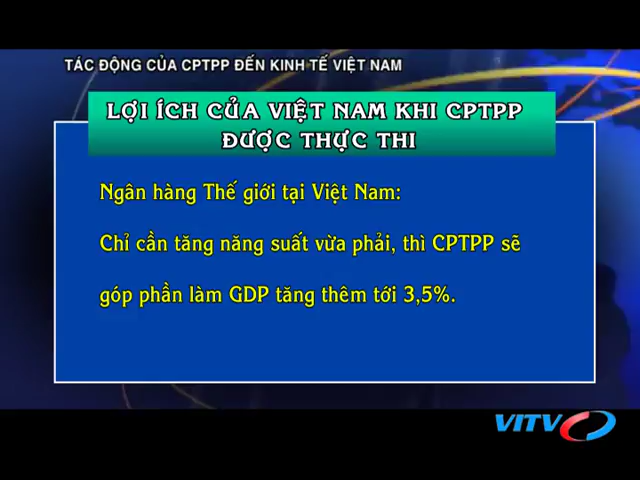 TÁC ĐỘNG CỦA CPTPP ĐẾN KINH TẾ VIỆT NAM
LỢI ÍCH CỦA VIỆT NAM KHI CPTPP
ĐƯỢC THỰC THI
Ngân hàng Thế giới tại Việt Nam:
Chỉ cần tăng năng suất vừa phải, thì CPTPP sẽ
góp phần làm GDP tăng thêm tới 3,5%.
VITV